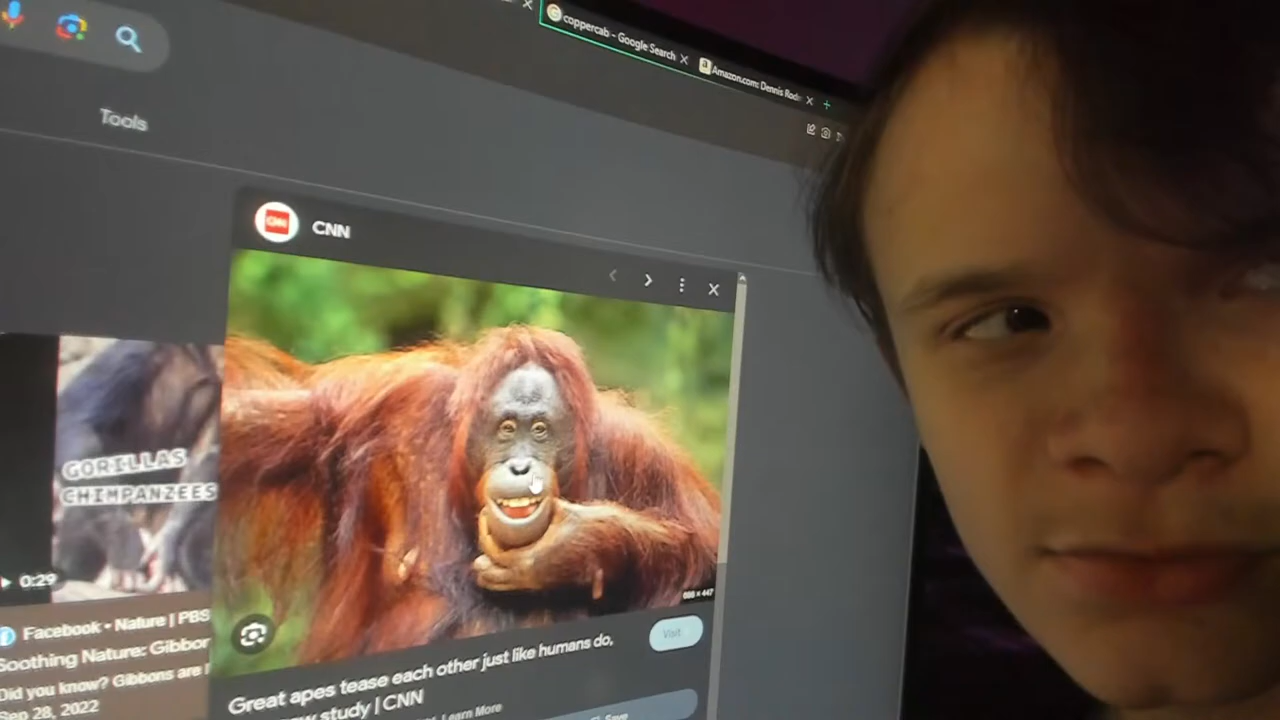 coppercab - Google Search
Amazon.com: Dennis Rod
Tools
CNN
CNN
GORILLAS
CHIMPANZEES
0:29
Facebook • Nature | PBS
Soothing Nature: Gibbor
Did you know? Gibbons are
Sep 28, 2022
Visit
Great apes tease each other just like humans do,
study | CNN
Learn More
Save